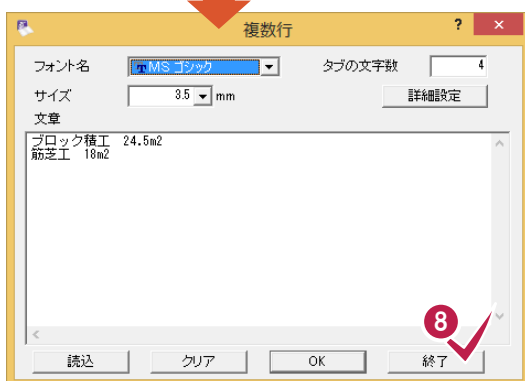 複数行 ? ×
フォント名 MS ゴシック タブの文字数 4
サイズ 3.5 mm 詳細設定
文章
ブロック積工 24.5m2
筋芝工 18m2
8
読込 クリア OK 終了